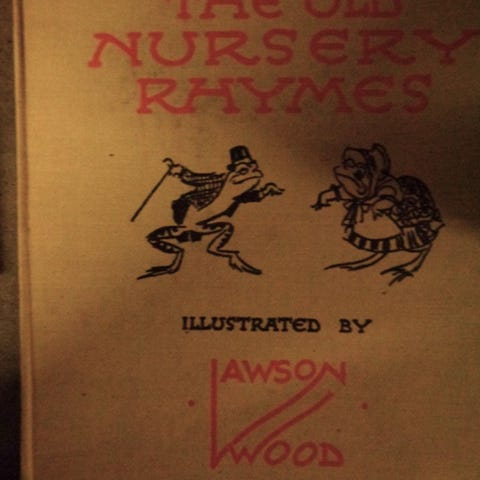 THE OLD
NURSERY
RHYMES
ILLUSTRATED BY
LAWSON
WOOD